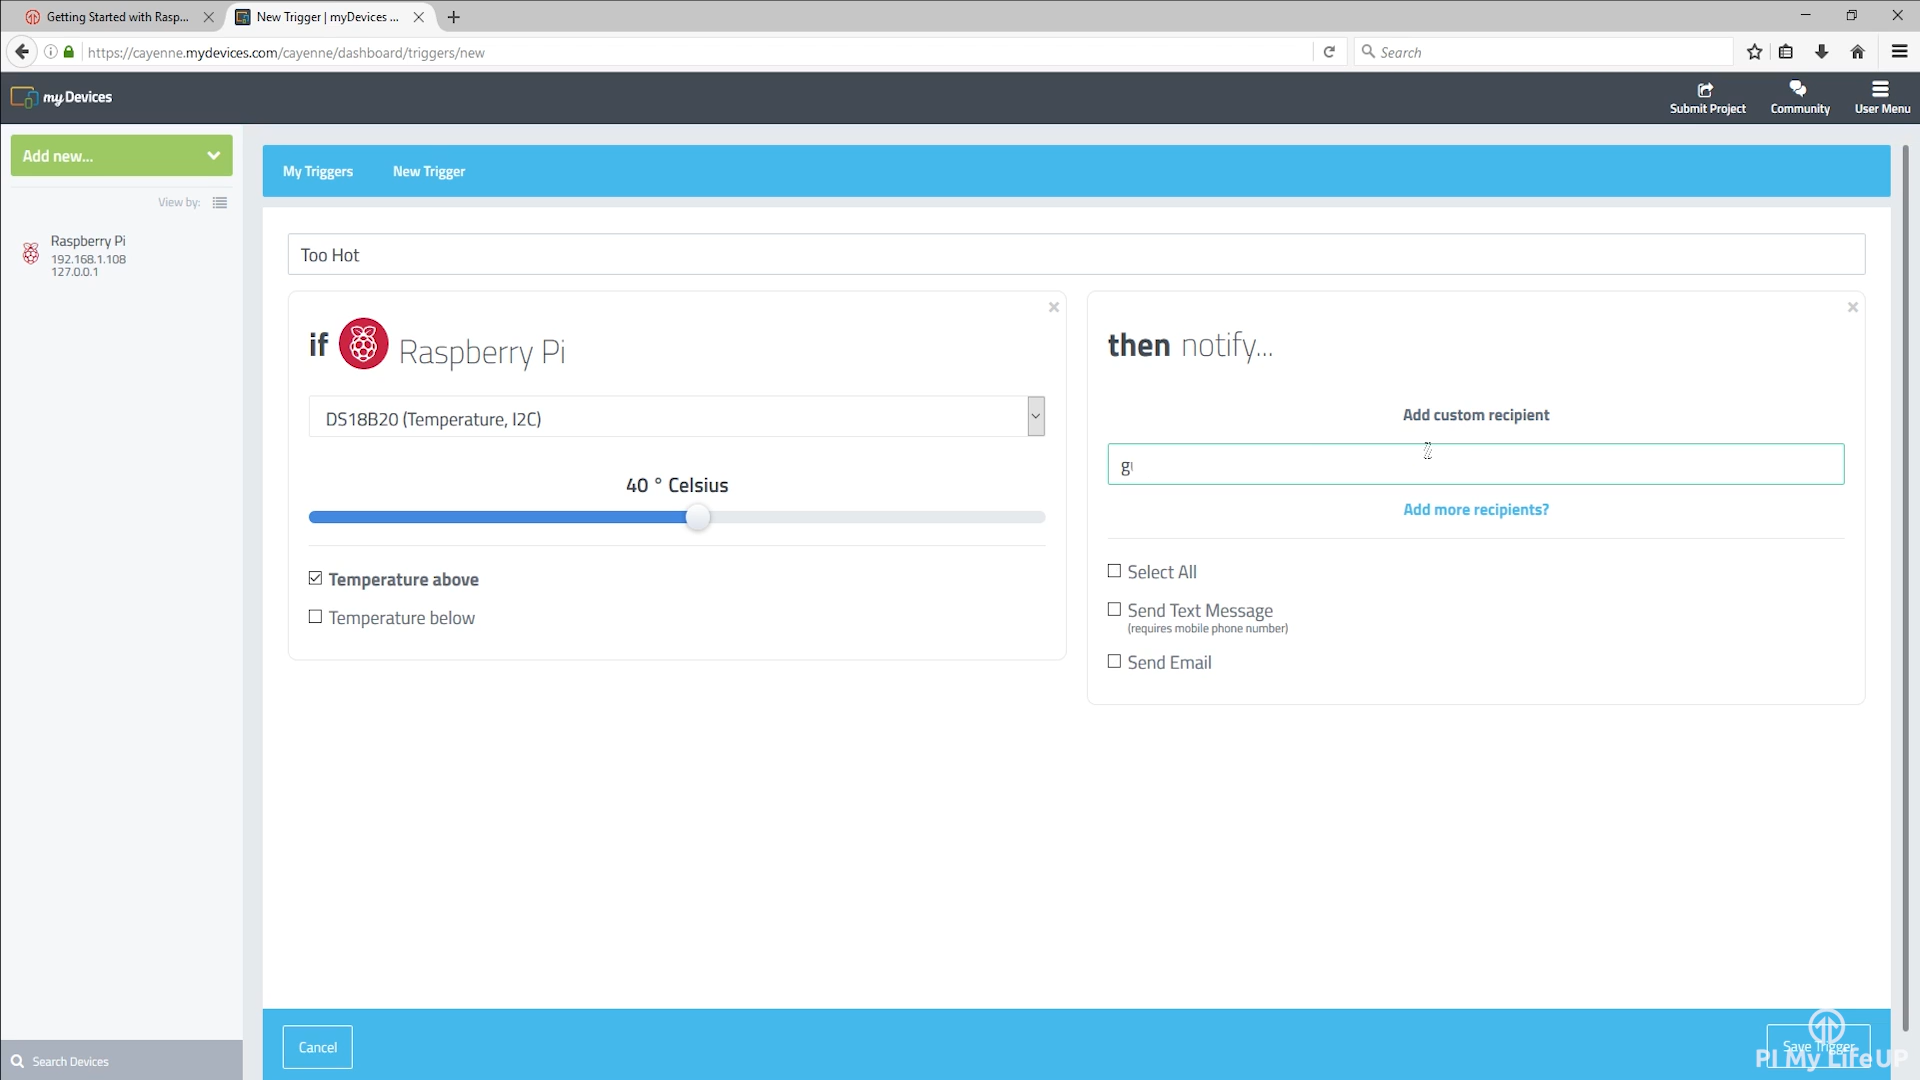 Getting Started with Rasp...
New Trigger | myDevices ...
https://cayenne.mydevices.com/cayenne/dashboard/triggers/new
Search
myDevices
Submit Project
Community
User Menu
Add new...
My Triggers
New Trigger
View by:
Raspberry Pi
192.168.1.108
127.0.0.1
Too Hot
if Raspberry Pi
then notify...
DS18B20 (Temperature, I2C)
Add custom recipient
g
40 ° Celsius
Add more recipients?
Temperature above
Temperature below
Select All
Send Text Message
(requires mobile phone number)
Send Email
Cancel
Save Trigger
PI My LifeUP
Search Devices